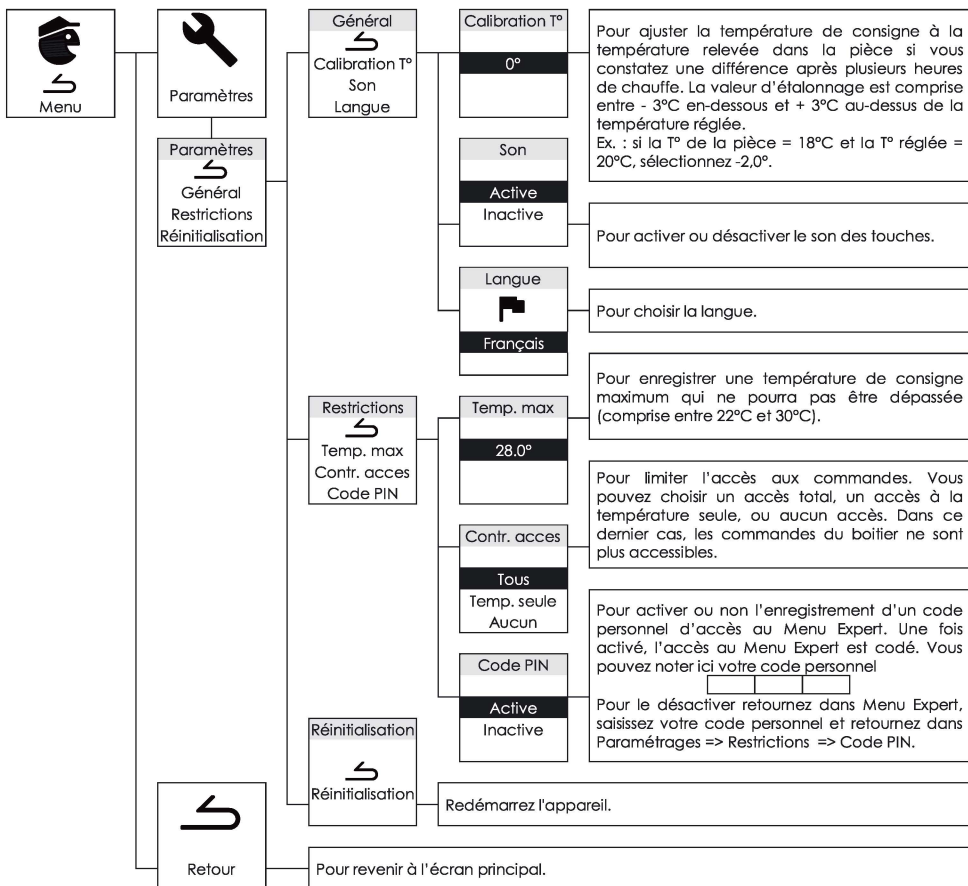 Menu
Paramètres
Paramètres
Général
Restrictions
Réinitialisation
Général
Calibration T°
Son
Langue
Calibration T°
0°
Pour ajuster la température de consigne à la
température relevée dans la pièce si vous
constatez une différence après plusieurs heures
de chauffe. La valeur d'étalonnage est comprise
entre - 3°C en-dessous et + 3°C au-dessus de la
température réglée.
Ex. : si la T° de la pièce = 18°C et la T° réglée =
20°C, sélectionnez -2,0°.
Son
Active
Inactive
Pour activer ou désactiver le son des touches.
Langue
Français
Pour choisir la langue.
Restrictions
Temp. max
Contr. acces
Code PIN
Temp. max
28.0°
Pour enregistrer une température de consigne
maximum qui ne pourra pas être dépassée
(comprise entre 22°C et 30°C).
Contr. acces
Tous
Temp. seule
Aucun
Pour limiter l'accès aux commandes. Vous
pouvez choisir un accès total, un accès à la
température seule, ou aucun accès. Dans ce
dernier cas, les commandes du boitier ne sont
plus accessibles.
Code PIN
Active
Inactive
Pour activer ou non l'enregistrement d'un code
personnel d'accès au Menu Expert. Une fois
activé, l'accès au Menu Expert est codé. Vous
pouvez noter ici votre code personnel
Pour le désactiver retournez dans Menu Expert,
saisissez votre code personnel et retournez dans
Paramétrages => Restrictions => Code PIN.
Réinitialisation
Réinitialisation
Redémarrez l'appareil.
Retour
Pour revenir à l'écran principal.